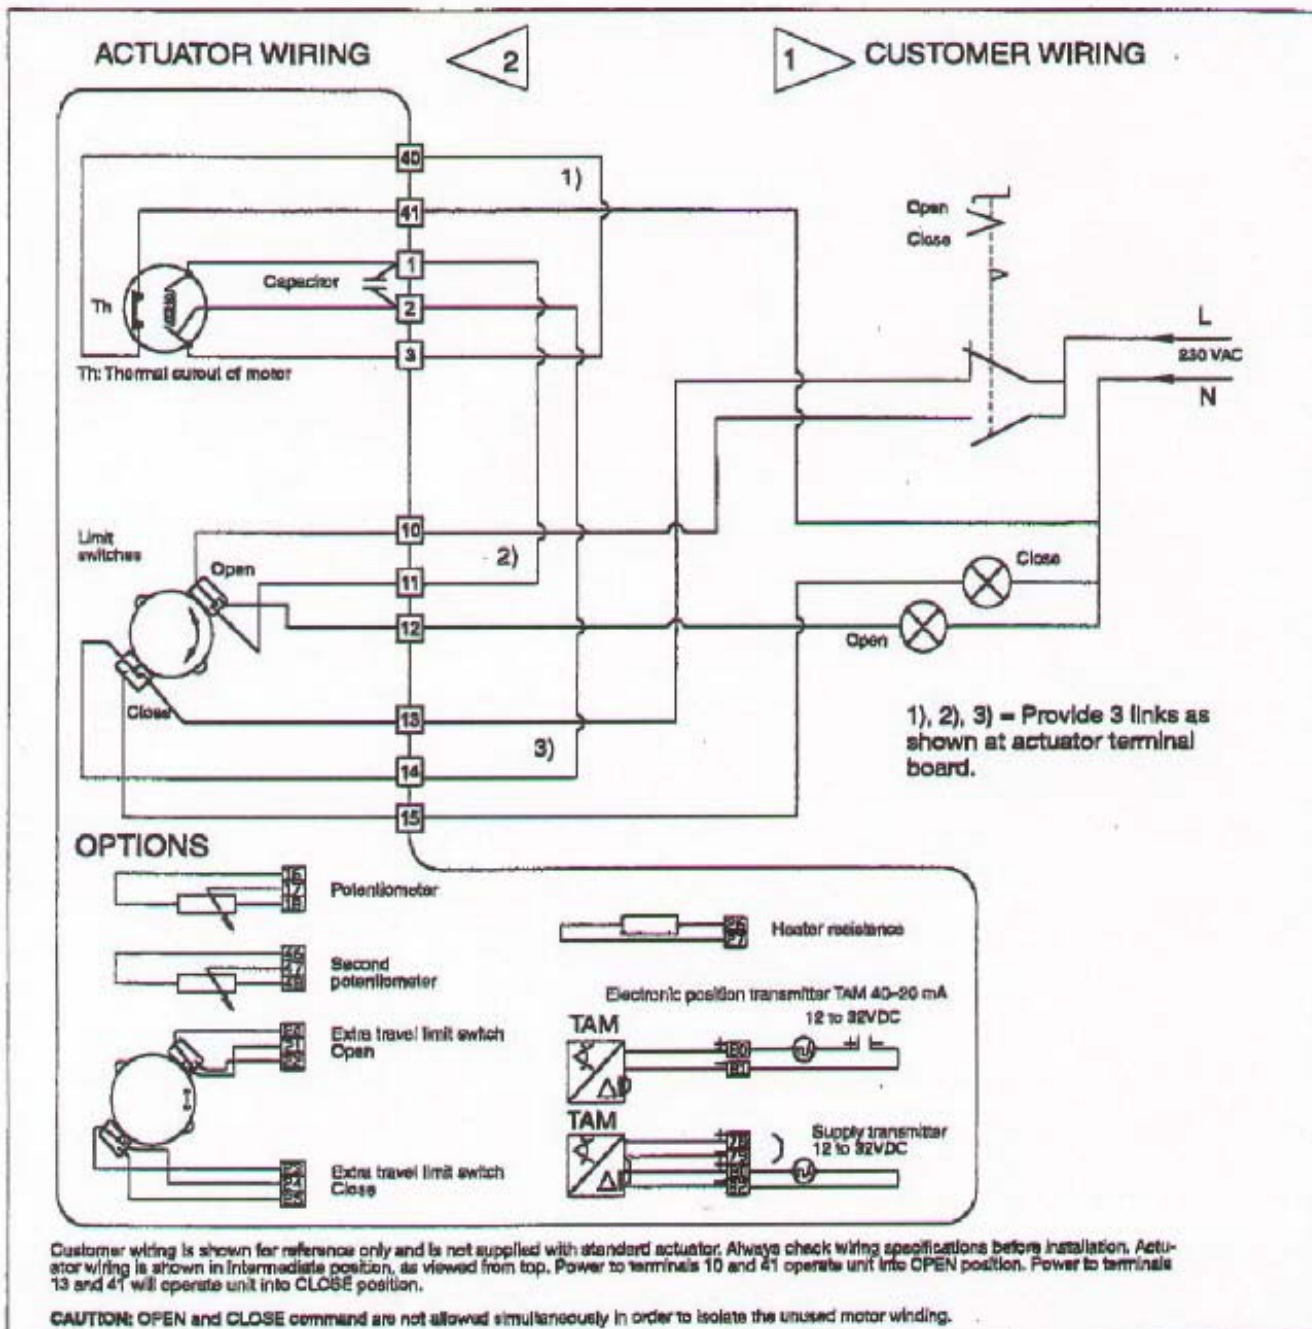 ACTUATOR WIRING
2
1
CUSTOMER WIRING
40
1)
41
Open
Close
1
Capacitor
Th
2
L
230 VAC
3
N
Th: Thermal cutout of motor
10
Limit
switches
2)
Close
Open
11
12
Open
Close
13
1), 2), 3) = Provide 3 links as
shown at actuator terminal
board.
3)
14
15
OPTIONS
16
17
18
Potentiometer
26
27
Heater resistance
Second
potentiometer
Electronic position transmitter TAM 40-20 mA
12 to 32VDC
Extra travel limit switch
Open
TAM
80
81
TAM
Supply transmitter
12 to 32VDC
Extra travel limit switch
Close
Customer wiring is shown for reference only and is not supplied with standard actuator. Always check wiring specifications before installation. Actu-
ator wiring is shown in intermediate position, as viewed from top. Power to terminals 10 and 41 operate unit into OPEN position. Power to terminals
13 and 41 will operate unit into CLOSE position.
CAUTION: OPEN and CLOSE command are not allowed simultaneously in order to isolate the unused motor winding.